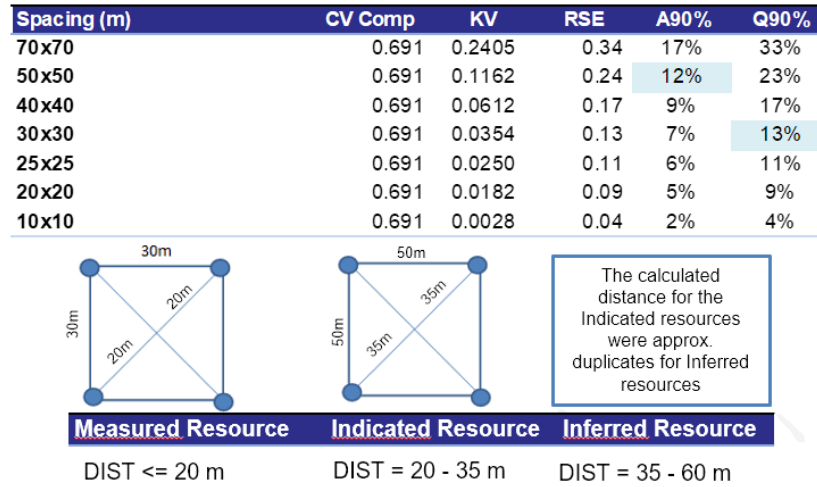 Spacing (m) CV Comp KV RSE A90% Q90%
70x70 0.691 0.2405 0.34 17% 33%
50x50 0.691 0.1162 0.24 12% 23%
40x40 0.691 0.0612 0.17 9% 17%
30x30 0.691 0.0354 0.13 7% 13%
25x25 0.691 0.0250 0.11 6% 11%
20x20 0.691 0.0182 0.09 5% 9%
10x10 0.691 0.0028 0.04 2% 4%
30m
30m
20m
20m
50m
50m
35m
35m
The calculated
distance for the
Indicated resources
were approx.
duplicates for Inferred
resources
Measured Resource Indicated Resource Inferred Resource
DIST <= 20 m DIST = 20 - 35 m DIST = 35 - 60 m